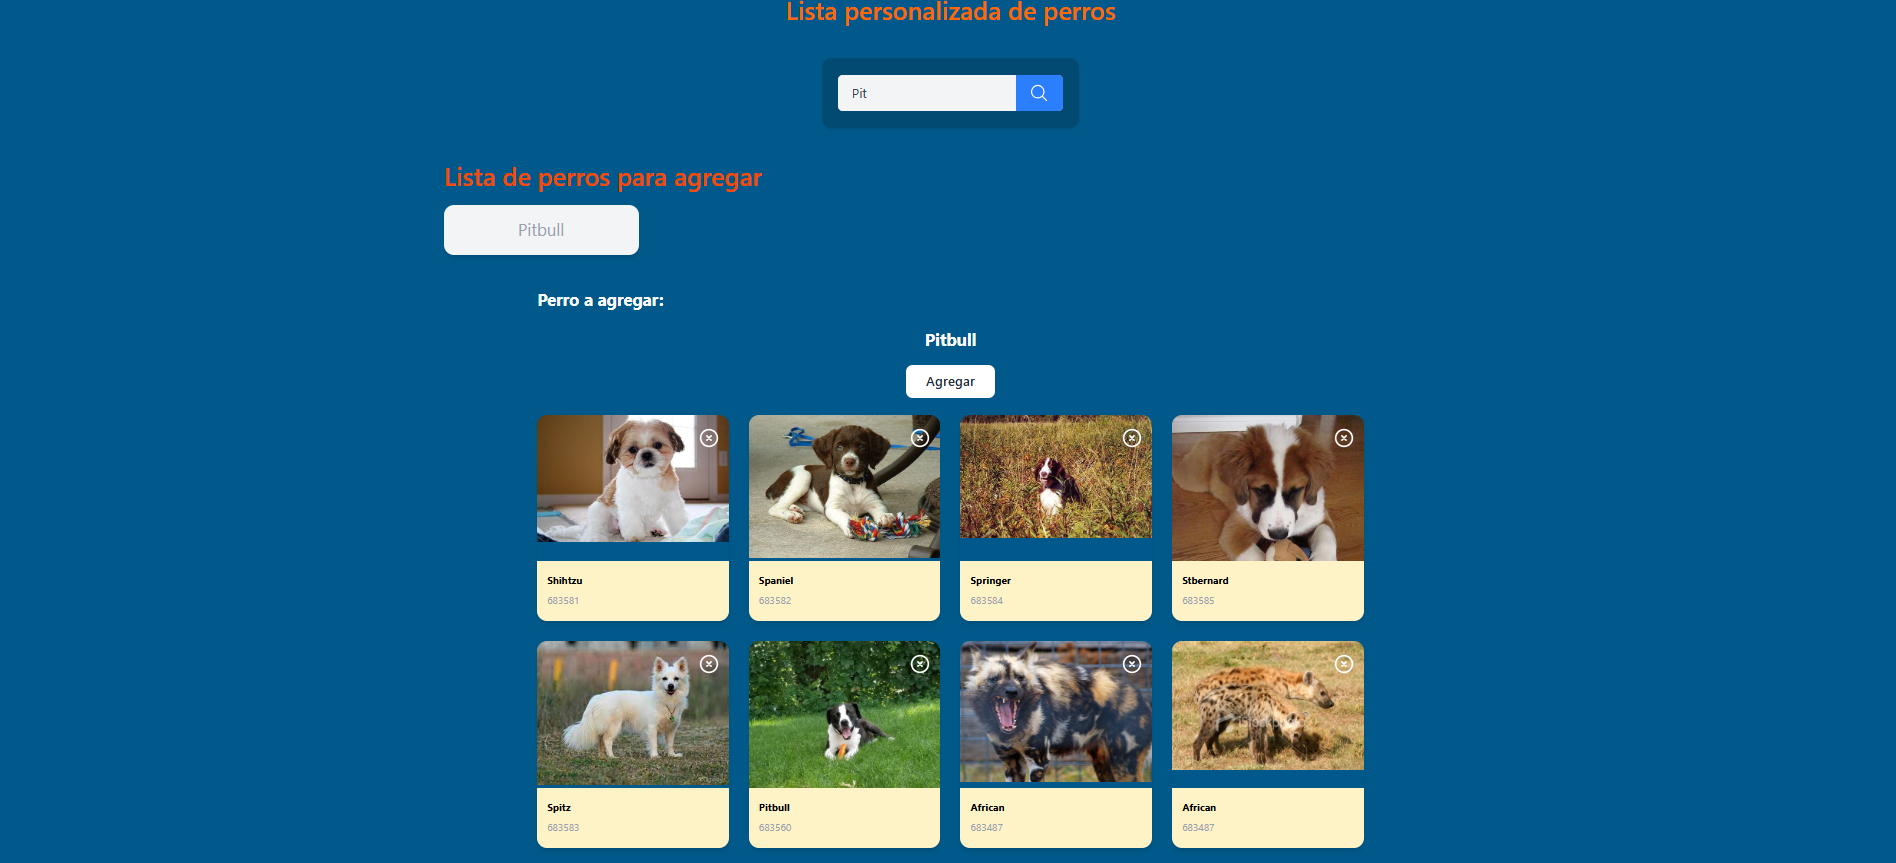 Lista personalizada de perros
Pit
Lista de perros para agregar
Pitbull
Perro a agregar:
Pitbull
Agregar
Shihtzu
683581
Spaniel
683582
Springer
683584
Stbernard
683585
Spitz
683583
Pitbull
683560
African
683487
African
683487